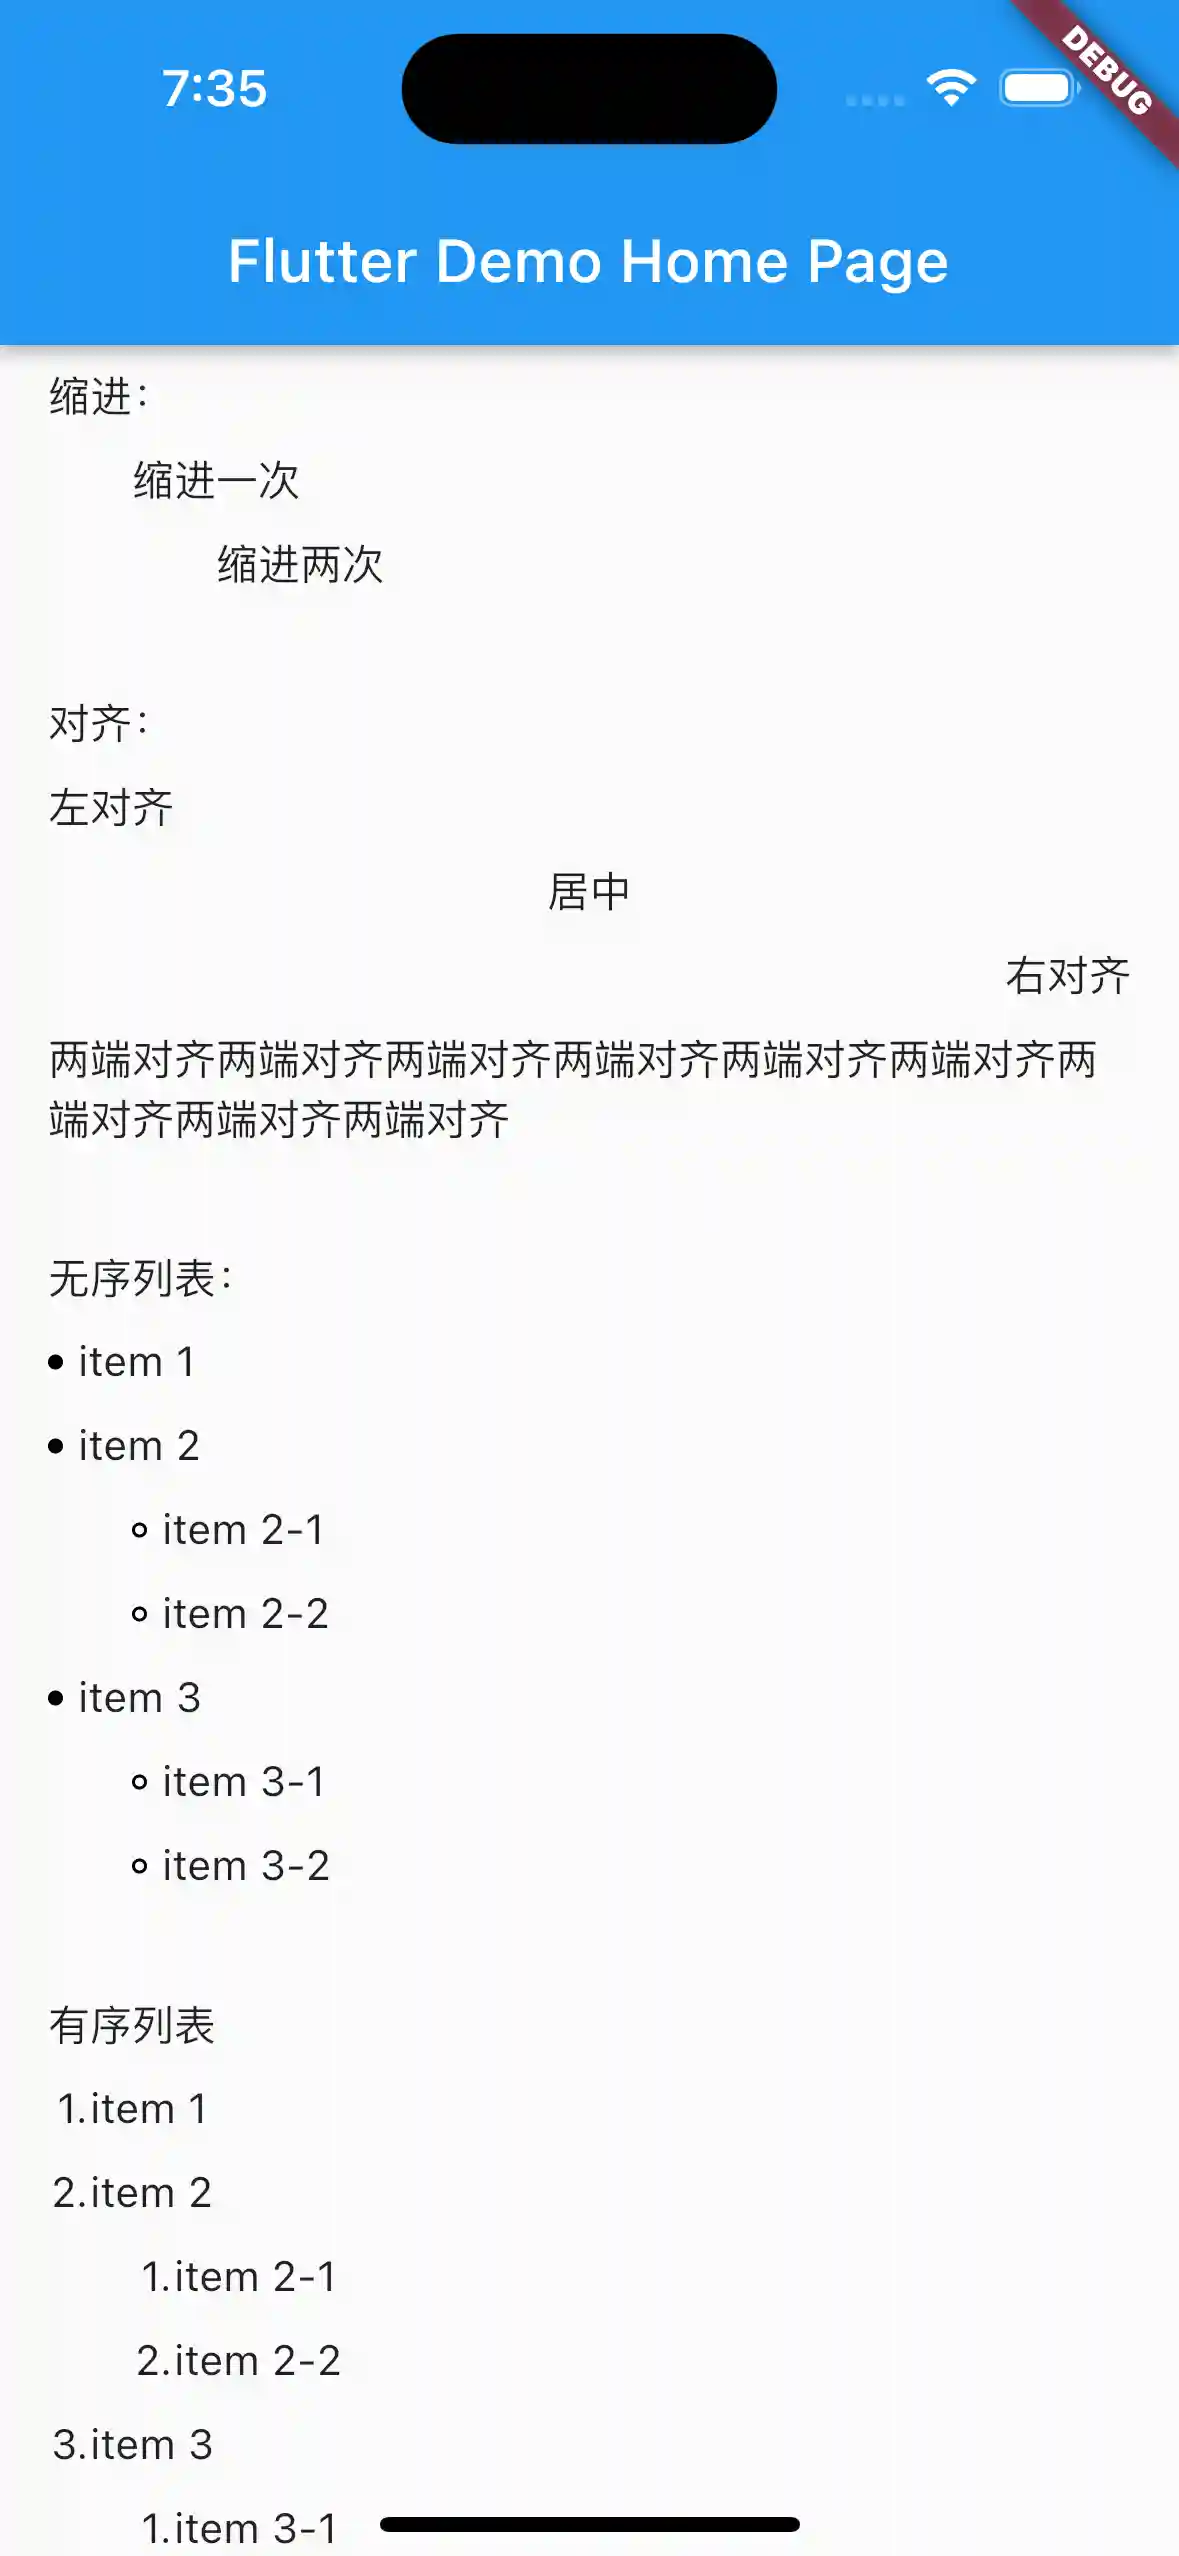 7:35
DEBUG
Flutter Demo Home Page
缩进：
缩进一次
缩进两次
对齐：
左对齐
居中
右对齐
两端对齐两端对齐两端对齐两端对齐两端对齐两端对齐两
端对齐两端对齐两端对齐
无序列表：
• item 1
• item 2
◦ item 2-1
◦ item 2-2
• item 3
◦ item 3-1
◦ item 3-2
有序列表
1.item 1
2.item 2
1.item 2-1
2.item 2-2
3.item 3
1.item 3-1